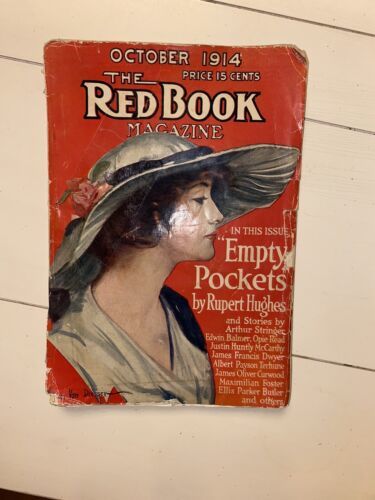 OCTOBER 1914
THE
PRICE 15 CENTS
RED BOOK
MAGAZINE
IN THIS ISSUE
"Empty
Pockets"
by Rupert Hughes
and Stories by
Arthur Stringer
Edwin Balmer, Opie Read
Justin Huntly McCarthy
James Francis Dwyer
Albert Payson Terhune
James Oliver Curwood
Maximilian Foster
Ellis Parker Butler
and others